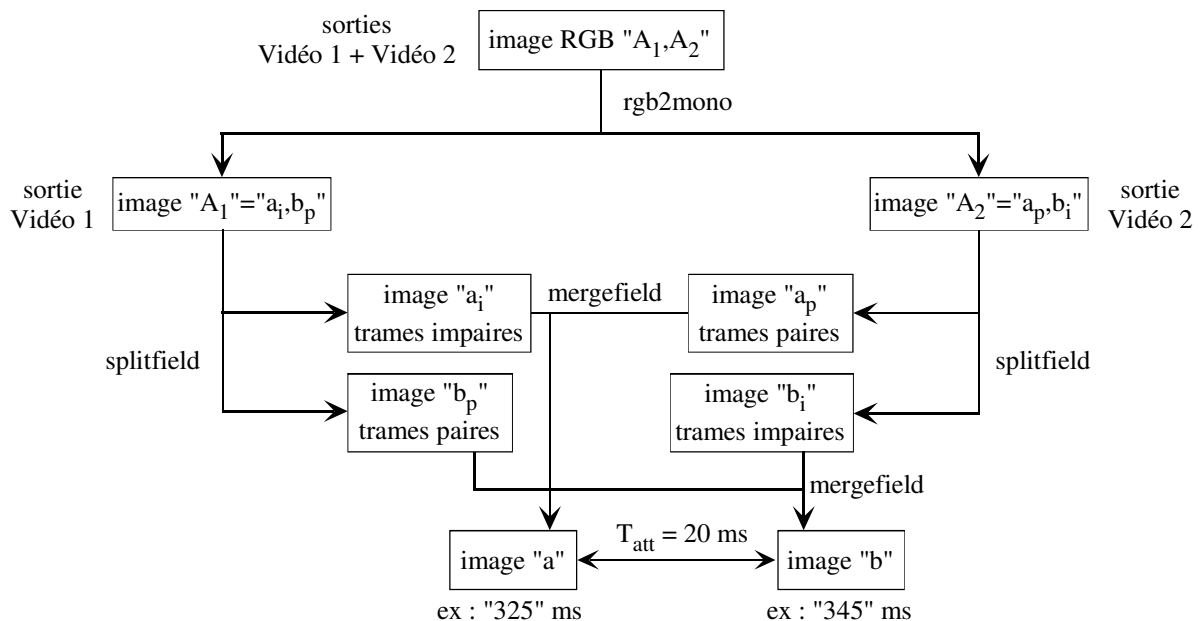 sorties
Vidéo 1 + Vidéo 2
image RGB "A1,A2"
rgb2mono
sortie
Vidéo 1
image "A1"="ai,bp"
image "A2"="ap,bi"
sortie
Vidéo 2
image "ai"
trames impaires
mergefield
image "ap"
trames paires
splitfield
splitfield
image "bp"
trames paires
image "bi"
trames impaires
mergefield
image "a"
Tatt = 20 ms
image "b"
ex : "325" ms
ex : "345" ms